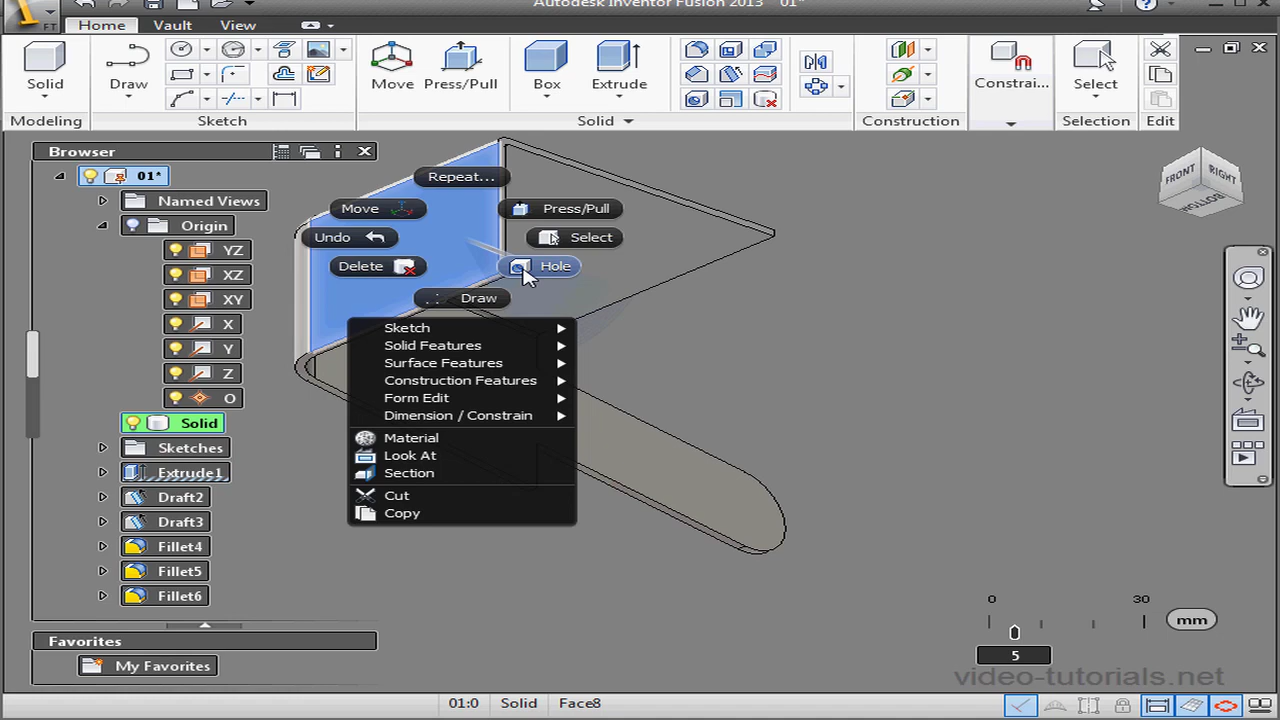 Autodesk Inventor Fusion 2013 01*
FT
Home Vault View
Solid Draw Move Press/Pull Box Extrude Constrai... Select
Modeling Sketch Solid Construction Selection Edit
Browser
01*
Named Views
Origin
YZ
XZ
XY
X
Y
Z
O
Solid
Sketches
Extrude1
Draft2
Draft3
Fillet4
Fillet5
Fillet6
Favorites
My Favorites
Repeat...
Move Press/Pull
Undo Select
Delete Hole
Draw
Sketch
Solid Features
Surface Features
Construction Features
Form Edit
Dimension / Constrain
Material
Look At
Section
Cut
Copy
FRONT RIGHT
BOTTOM
0 30
mm
5
video-tutorials.net
01:0 Solid Face8